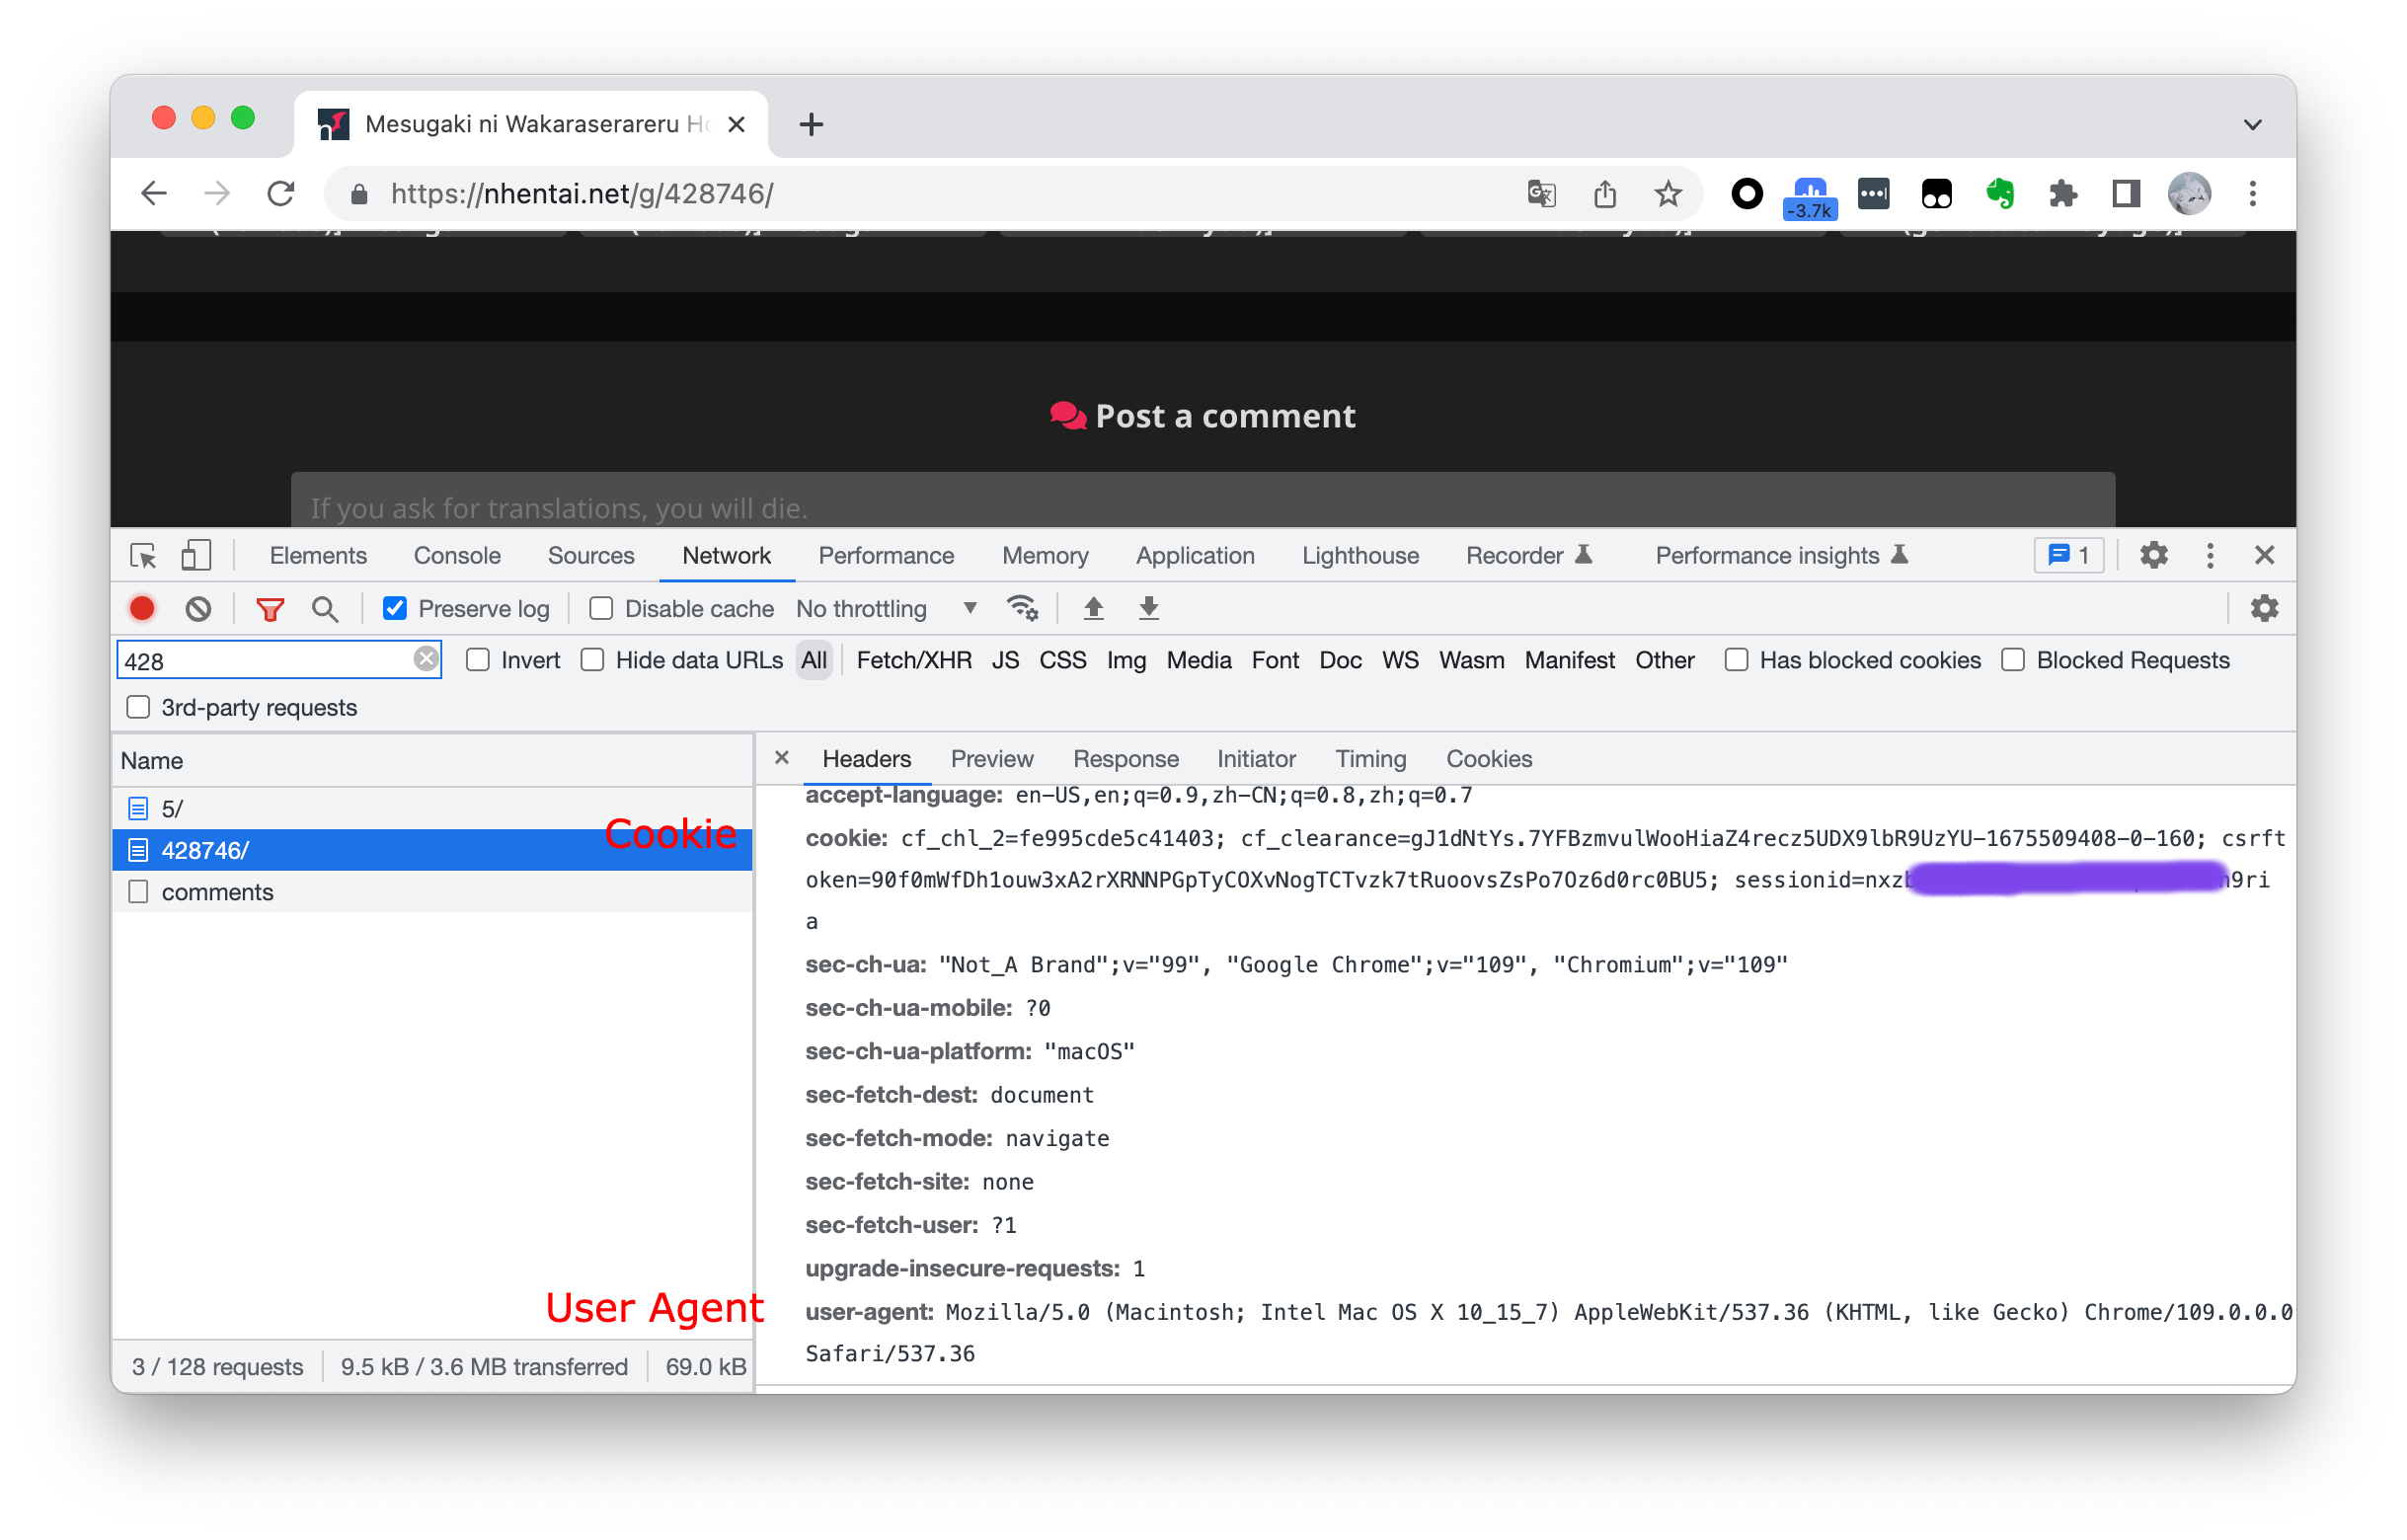 Mesugaki ni Wakaraserareru
https://nhentai.net/g/428746/
-3.7k
Post a comment
If you ask for translations, you will die.
Elements Console Sources Network Performance Memory Application Lighthouse Recorder Performance insights 1
Preserve log Disable cache No throttling
428 Invert Hide data URLs All Fetch/XHR JS CSS Img Media Font Doc WS Wasm Manifest Other Has blocked cookies Blocked Requests
3rd-party requests
Name
5/
428746/
comments
Cookie
User Agent
3 / 128 requests 9.5 kB / 3.6 MB transferred 69.0 kB
Headers Preview Response Initiator Timing Cookies
accept-language: en-US,en;q=0.9,zh-CN;q=0.8,zh;q=0.7
cookie: cf_chl_2=fe995cde5c41403; cf_clearance=gJ1dNtYs.7YFBzmvulWooHiaZ4recz5UDX9lbR9UzYU-1675509408-0-160; csrft
oken=90f0mWfDh1ouw3xA2rXRNNPGpTyCOXvNogTCTvzk7tRuoovsZsPo7Oz6d0rc0BU5; sessionid=nxz 9ri
a
sec-ch-ua: "Not_A Brand";v="99", "Google Chrome";v="109", "Chromium";v="109"
sec-ch-ua-mobile: ?0
sec-ch-ua-platform: "macOS"
sec-fetch-dest: document
sec-fetch-mode: navigate
sec-fetch-site: none
sec-fetch-user: ?1
upgrade-insecure-requests: 1
user-agent: Mozilla/5.0 (Macintosh; Intel Mac OS X 10_15_7) AppleWebKit/537.36 (KHTML, like Gecko) Chrome/109.0.0.0
Safari/537.36